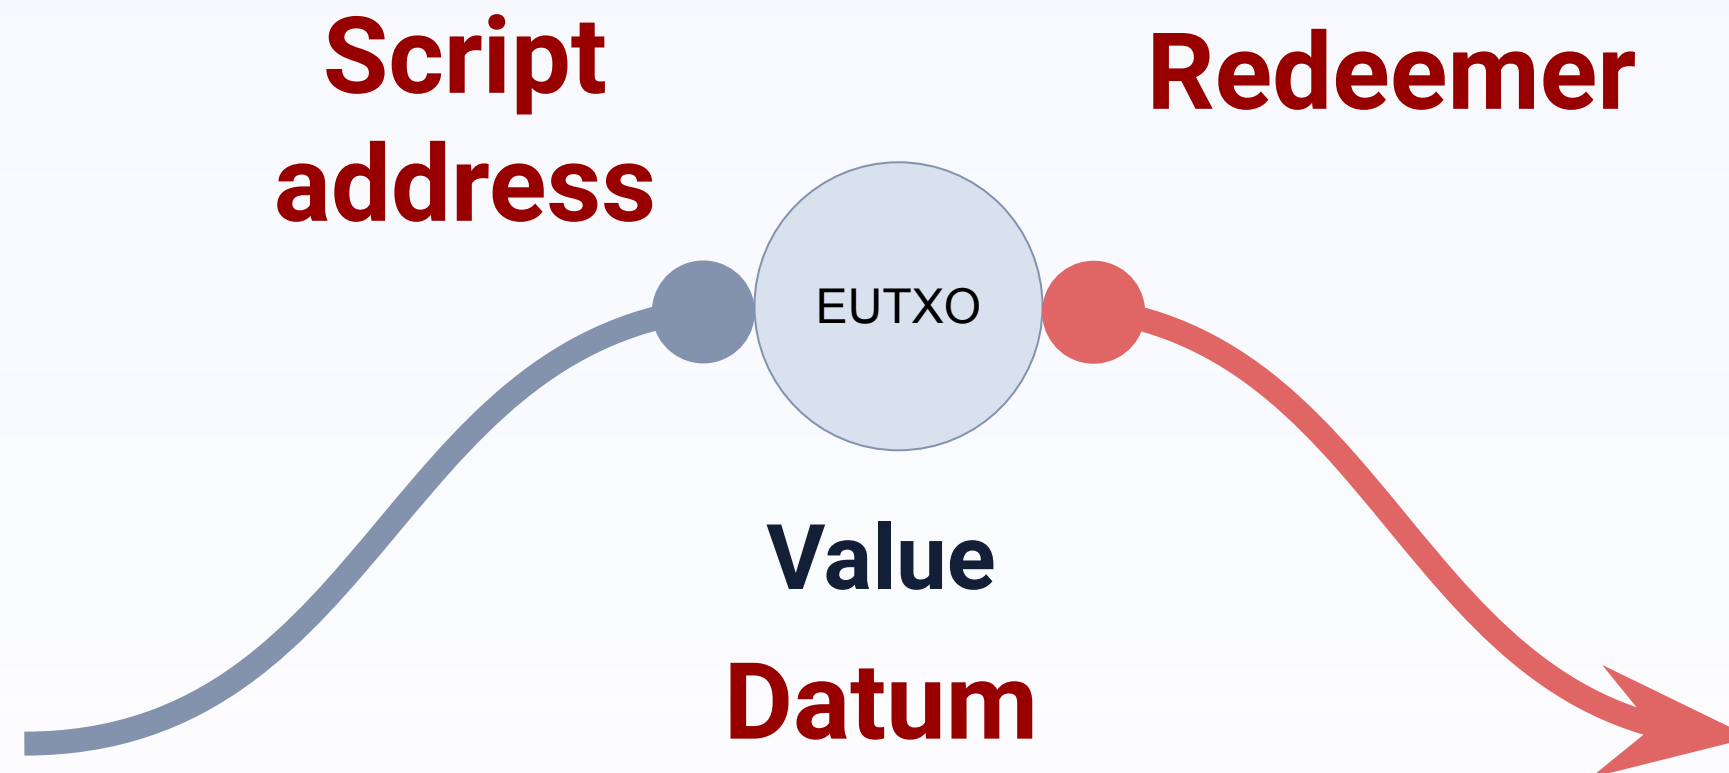 Script
address
Redeemer
EUTXO
Value
Datum